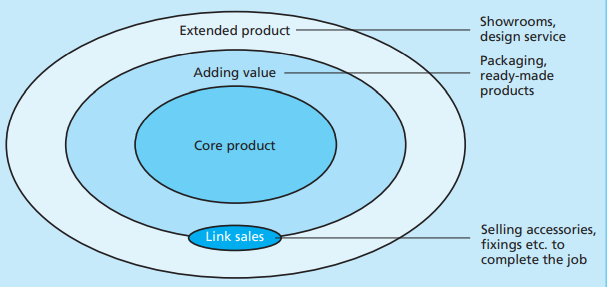 Extended product
Showrooms,
design service
Adding value
Packaging,
ready-made
products
Core product
Link sales
Selling accessories,
fixings etc. to
complete the job